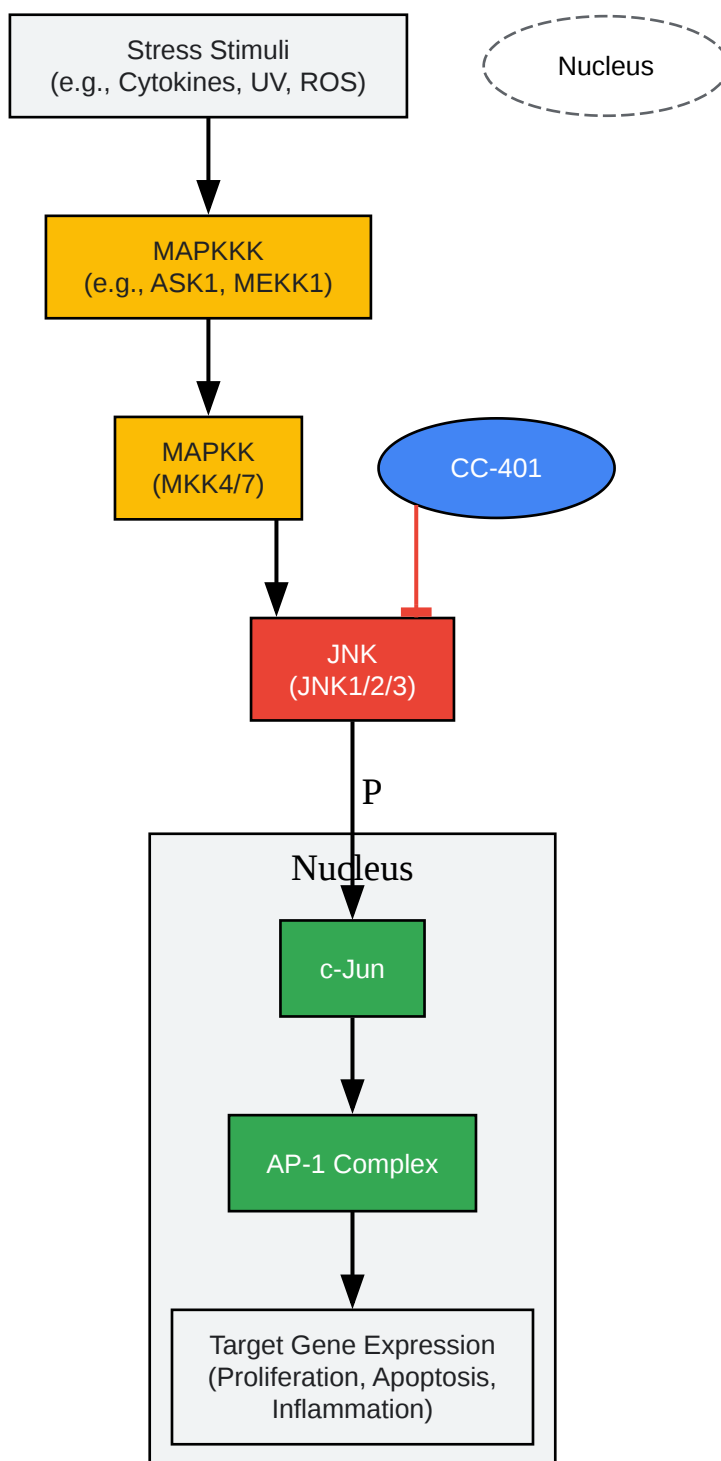 Stress Stimuli
(e.g., Cytokines, UV, ROS)
Nucleus
MAPKKK
(e.g., ASK1, MEKK1)
MAPKK
(MKK4/7)
CC-401
JNK
(JNK1/2/3)
P
Nucleus
c-Jun
AP-1 Complex
Target Gene Expression
(Proliferation, Apoptosis,
Inflammation)